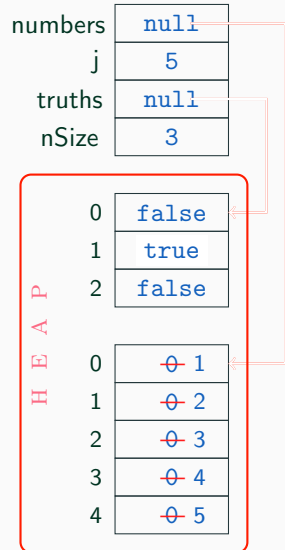 numbers null
j 5
truths null
nSize 3
0 false
1 true
2 false
HEAP
0 0 1
1 0 2
2 0 3
3 0 4
4 0 5